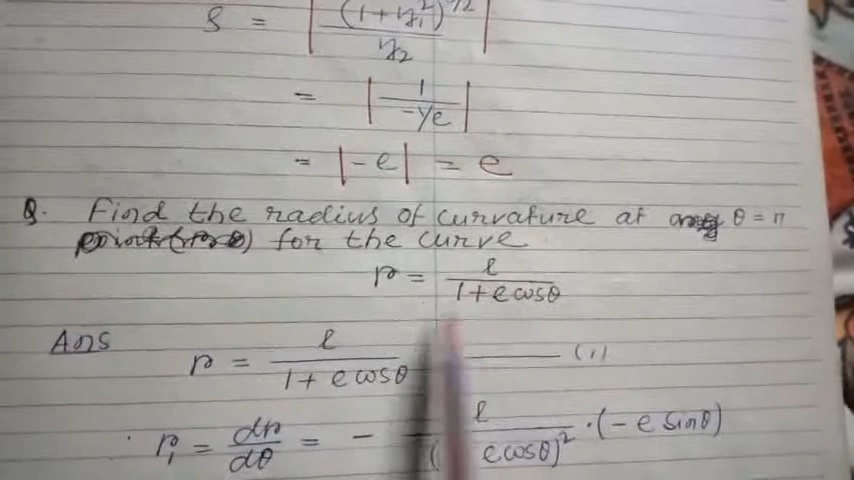 ρ = | (1+y₁²)^3/2 / y₂ |
= | 1 / -1/e |
= |-e| = e
Q. Find the radius of curvature at θ = π
for the curve
r = l / 1+e cosθ
Ans r = l / 1+ e cosθ (1)
r₁ = dr/dθ = - l / ( e cosθ)² · (- e sinθ)